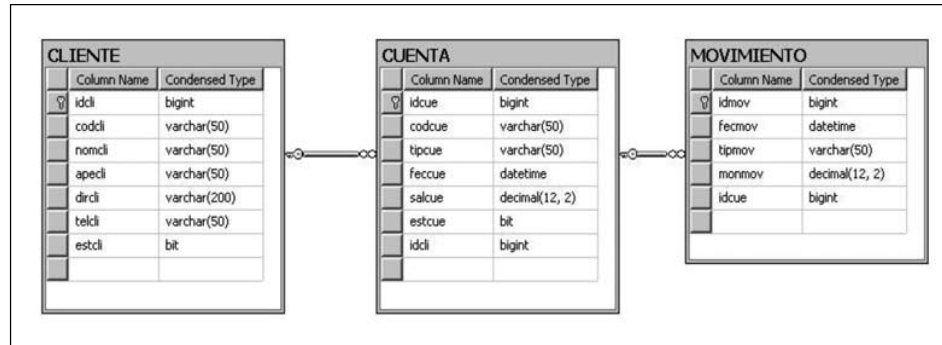 CLIENTE
Column Name Condensed Type
idcli bigint
codcli varchar(50)
nomcli varchar(50)
apecli varchar(50)
dircli varchar(200)
telcli varchar(50)
estcli bit
CUENTA
Column Name Condensed Type
idcue bigint
codcue varchar(50)
tipcue varchar(50)
feccue datetime
salcue decimal(12, 2)
estcue bit
idcli bigint
MOVIMIENTO
Column Name Condensed Type
idmov bigint
fecmov datetime
tipmov varchar(50)
monmov decimal(12, 2)
idcue bigint